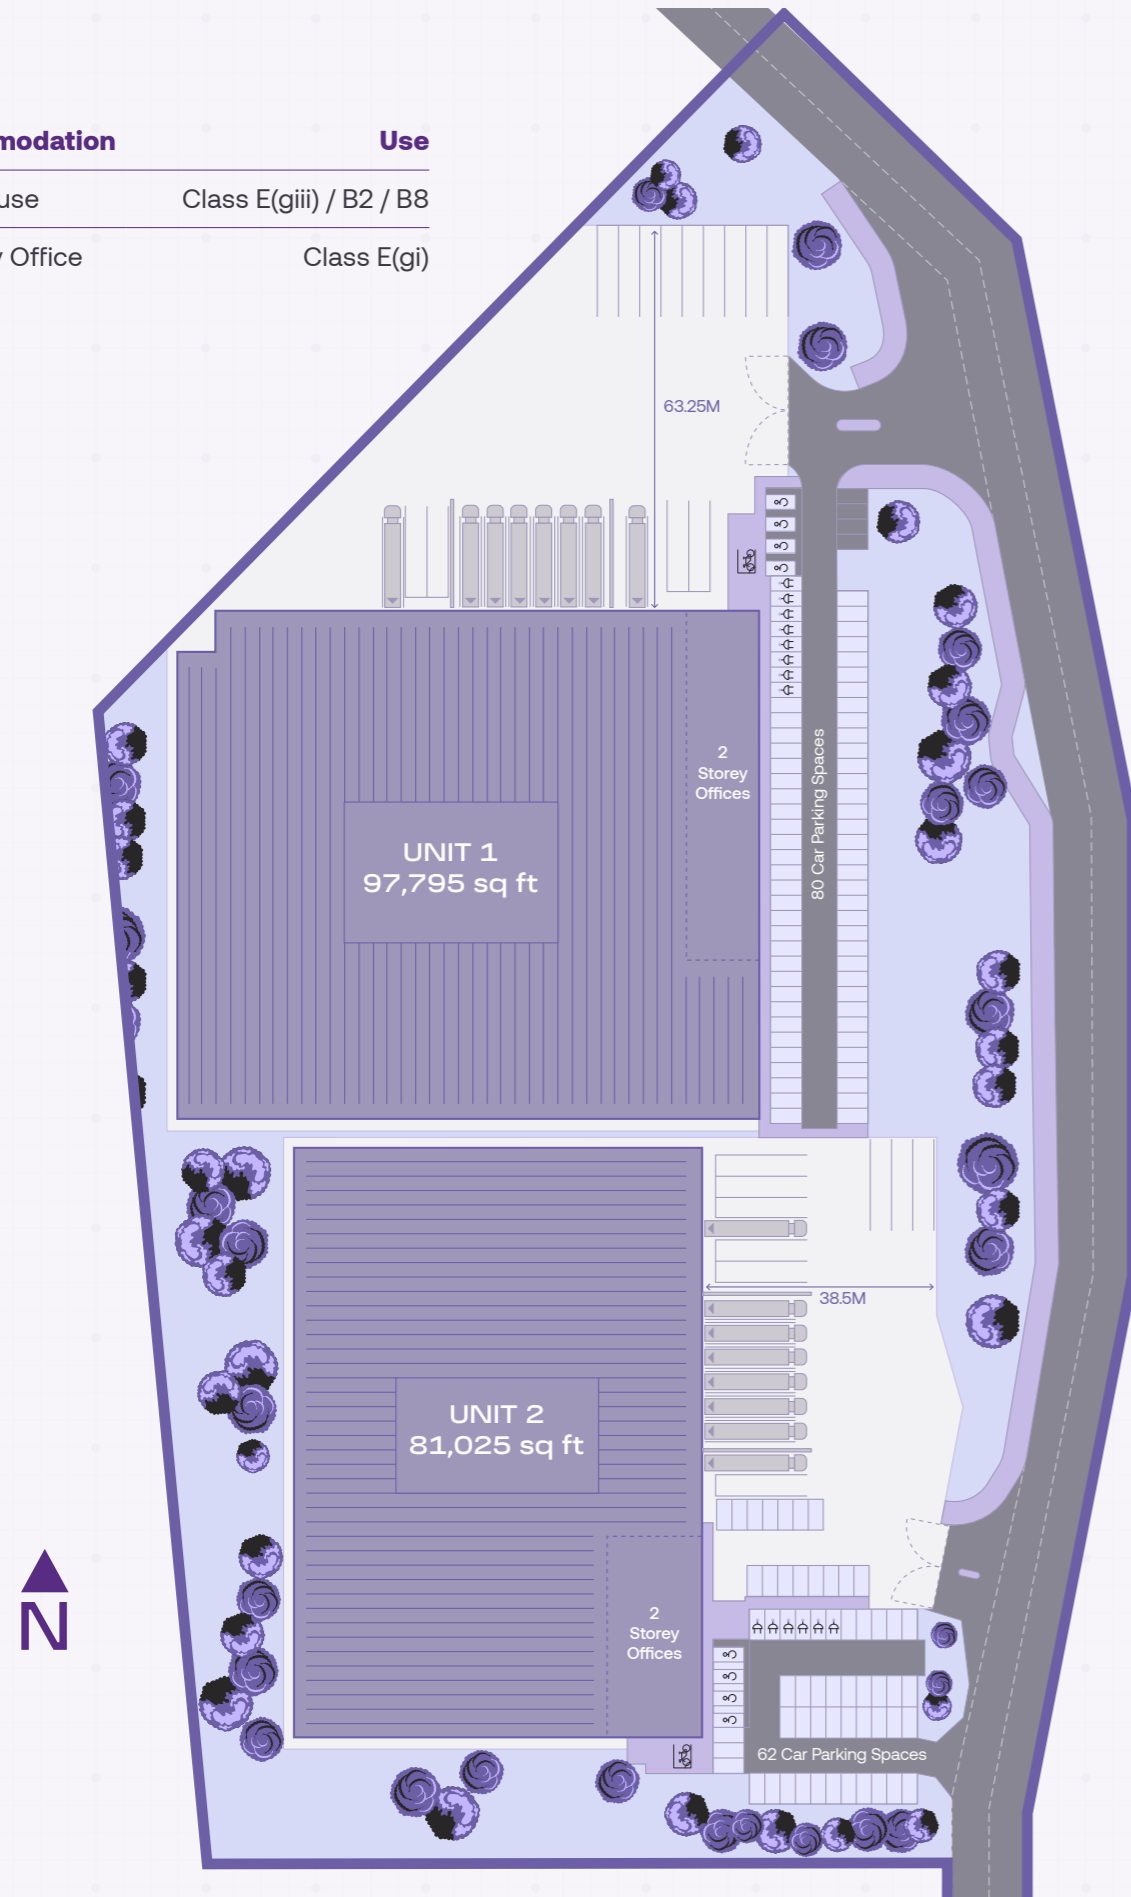 modation Use
use Class E(giii) / B2 / B8
y Office Class E(gi)
63.25M
2
Storey
Offices
80 Car Parking Spaces
UNIT 1
97,795 sq ft
38.5M
UNIT 2
81,025 sq ft
2
Storey
Offices
62 Car Parking Spaces
N